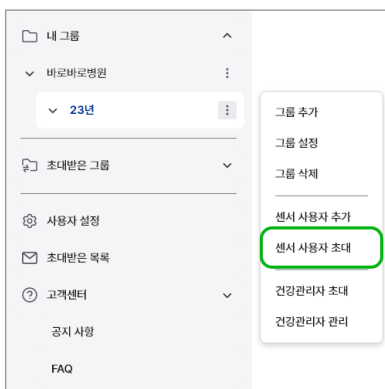 내 그룹
바로바로병원
23년
초대받은 그룹
사용자 설정
초대받은 목록
고객센터
공지 사항
FAQ
그룹 추가
그룹 설정
그룹 삭제
센서 사용자 추가
센서 사용자 초대
건강관리자 초대
건강관리자 관리